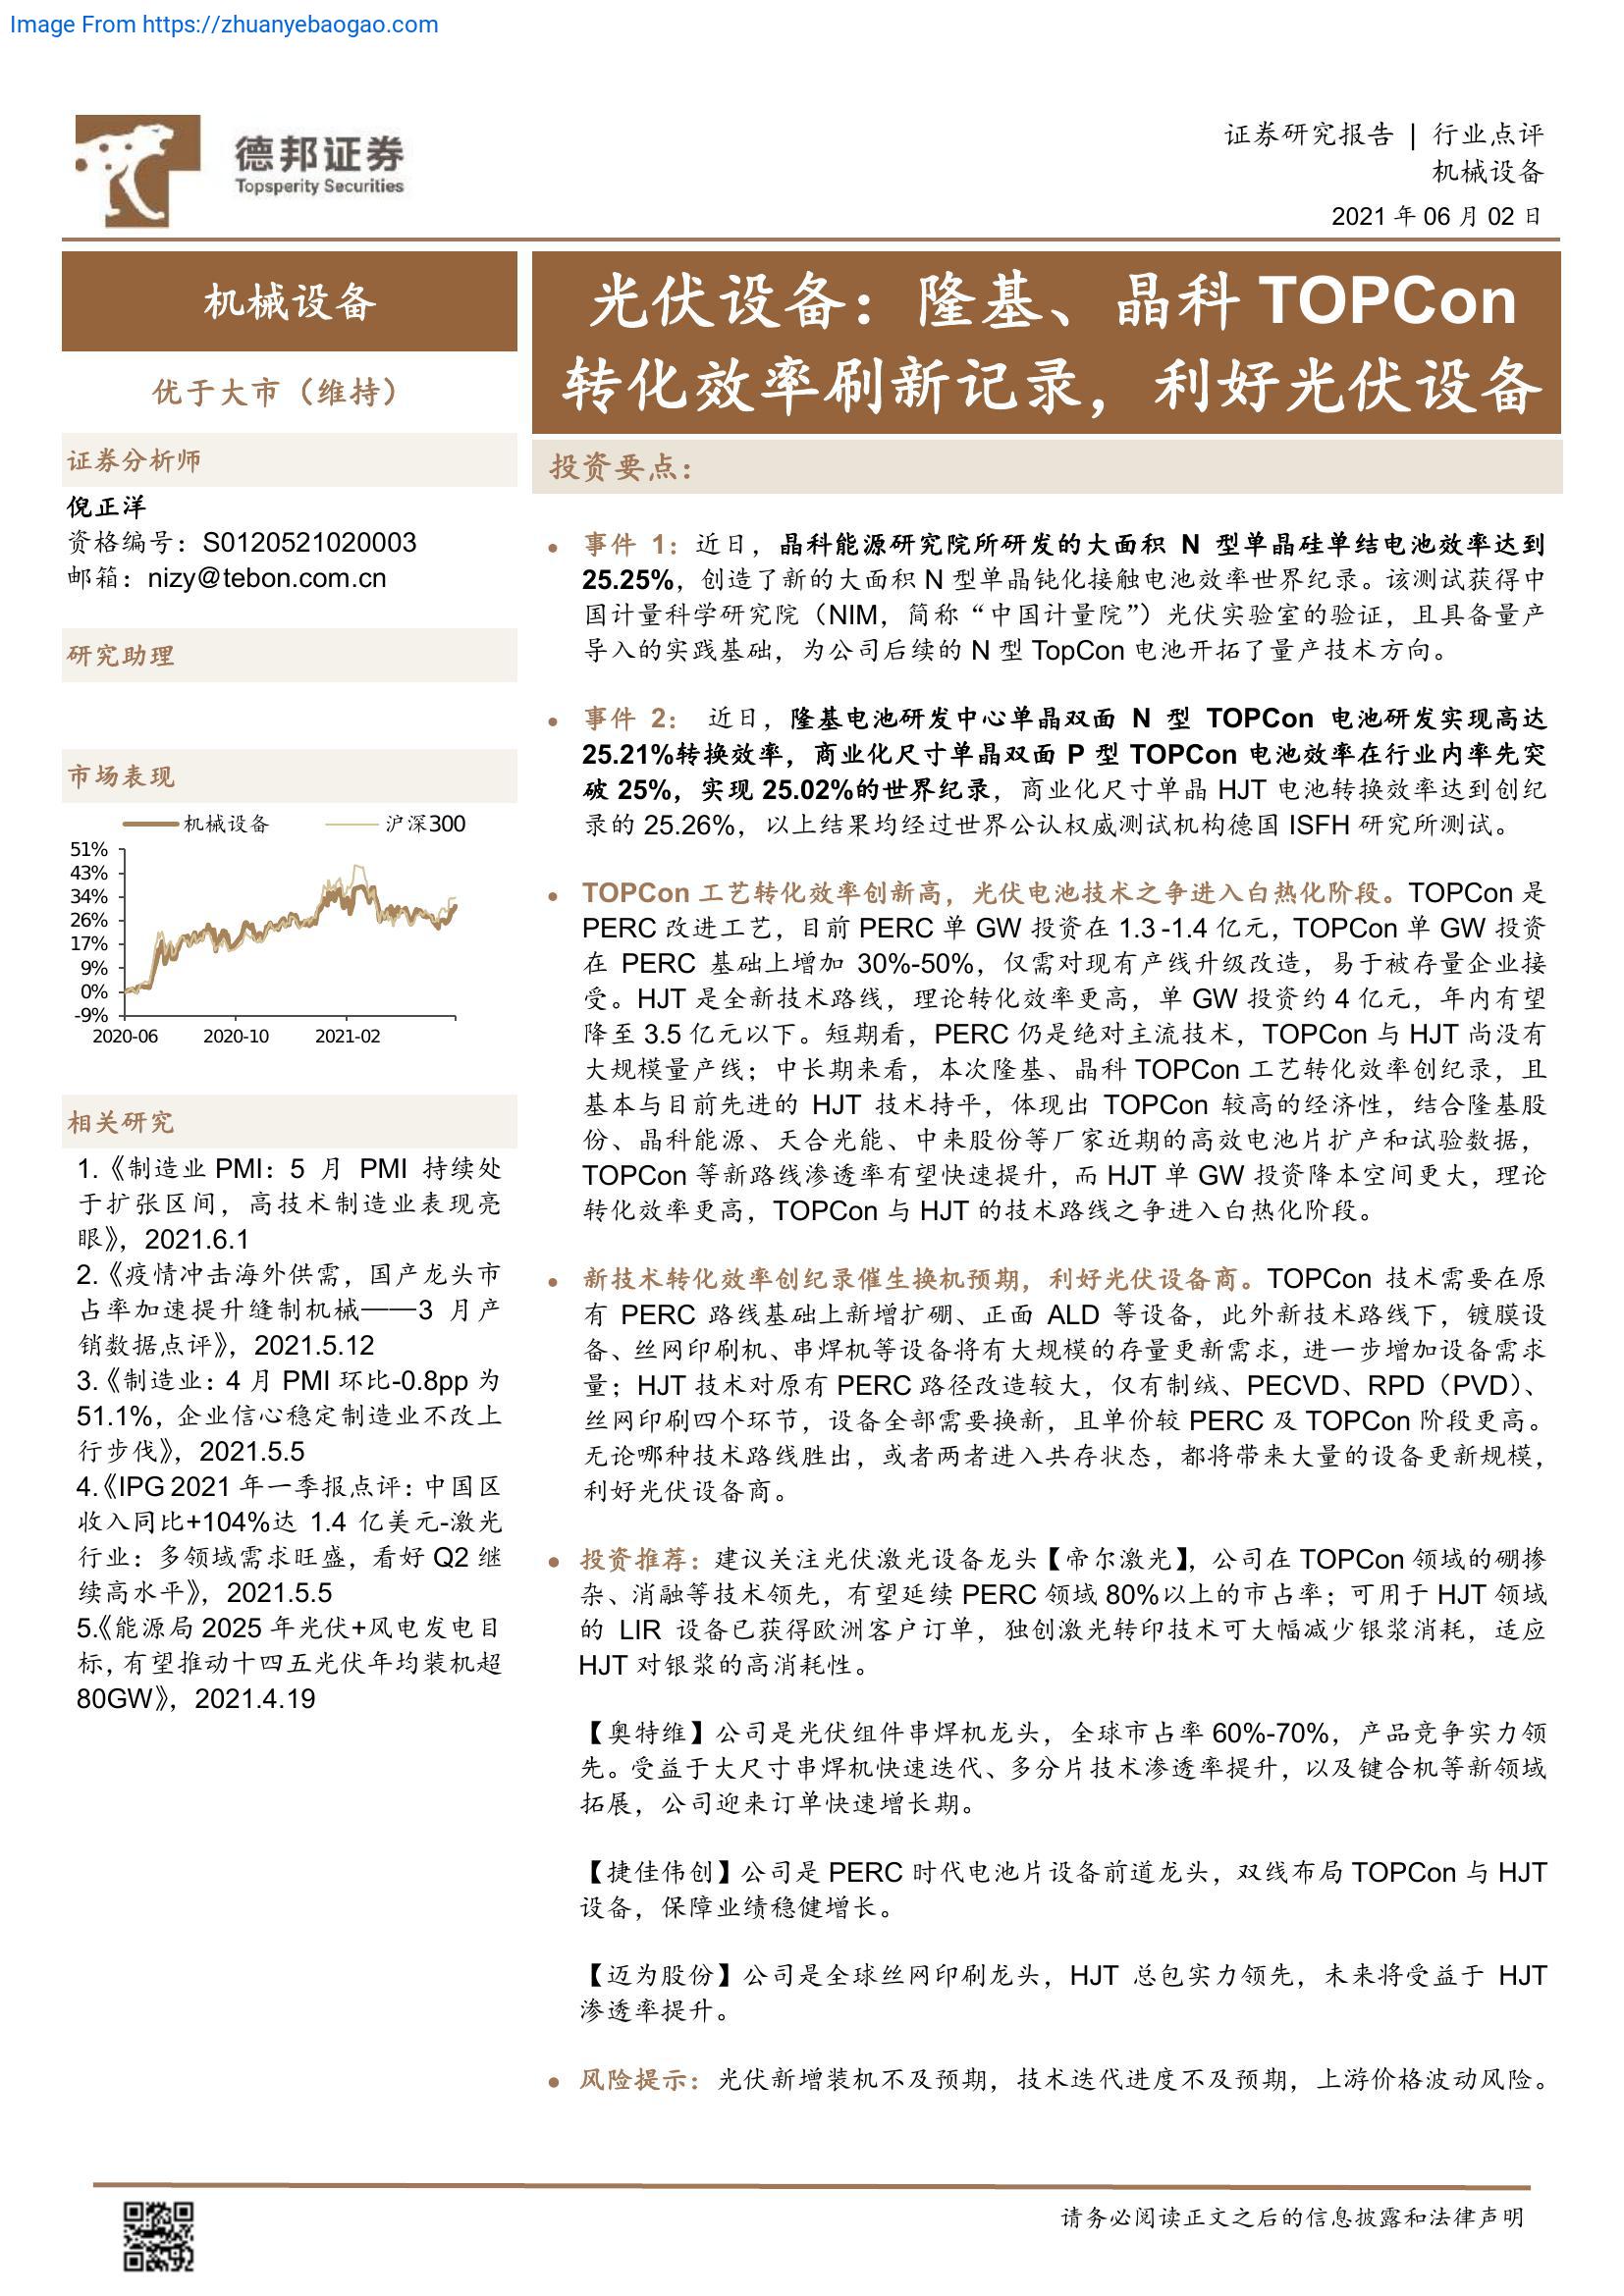 Image From https://zhuanyebaogao.com
德邦证券
Topsperity Securities
证券研究报告 | 行业点评
机械设备
2021 年 06 月 02 日
机械设备
优于大市（维持）
证券分析师
倪正洋
资格编号：S0120521020003
邮箱：nizy@tebon.com.cn
研究助理
市场表现
机械设备 沪深300
51%
43%
34%
26%
17%
9%
0%
-9%
2020-06 2020-10 2021-02
相关研究
1.《制造业 PMI：5 月 PMI 持续处
于扩张区间，高技术制造业表现亮
眼》，2021.6.1
2.《疫情冲击海外供需，国产龙头市
占率加速提升缝制机械——3 月产
销数据点评》，2021.5.12
3.《制造业：4 月 PMI 环比-0.8pp 为
51.1%，企业信心稳定制造业不改上
行步伐》，2021.5.5
4.《IPG 2021 年一季报点评：中国区
收入同比+104%达 1.4 亿美元-激光
行业：多领域需求旺盛，看好 Q2 继
续高水平》，2021.5.5
5.《能源局 2025 年光伏+风电发电目
标，有望推动十四五光伏年均装机超
80GW》，2021.4.19
光伏设备：隆基、晶科 TOPCon
转化效率刷新记录，利好光伏设备
投资要点：
● 事件 1：近日，晶科能源研究院所研发的大面积 N 型单晶硅单结电池效率达到
25.25%，创造了新的大面积 N 型单晶钝化接触电池效率世界纪录。该测试获得中
国计量科学研究院（NIM，简称“中国计量院”）光伏实验室的验证，且具备量产
导入的实践基础，为公司后续的 N 型 TopCon 电池开拓了量产技术方向。
● 事件 2： 近日，隆基电池研发中心单晶双面 N 型 TOPCon 电池研发实现高达
25.21%转换效率，商业化尺寸单晶双面 P 型 TOPCon 电池效率在行业内率先突
破 25%，实现 25.02%的世界纪录，商业化尺寸单晶 HJT 电池转换效率达到创纪
录的 25.26%，以上结果均经过世界公认权威测试机构德国 ISFH 研究所测试。
● TOPCon 工艺转化效率创新高，光伏电池技术之争进入白热化阶段。TOPCon 是
PERC 改进工艺，目前 PERC 单 GW 投资在 1.3 -1.4 亿元，TOPCon 单 GW 投资
在 PERC 基础上增加 30%-50%，仅需对现有产线升级改造，易于被存量企业接
受。HJT 是全新技术路线，理论转化效率更高，单 GW 投资约 4 亿元，年内有望
降至 3.5 亿元以下。短期看，PERC 仍是绝对主流技术，TOPCon 与 HJT 尚没有
大规模量产线；中长期来看，本次隆基、晶科 TOPCon 工艺转化效率创纪录，且
基本与目前先进的 HJT 技术持平，体现出 TOPCon 较高的经济性，结合隆基股
份、晶科能源、天合光能、中来股份等厂家近期的高效电池片扩产和试验数据，
TOPCon 等新路线渗透率有望快速提升，而 HJT 单 GW 投资降本空间更大，理论
转化效率更高，TOPCon 与 HJT 的技术路线之争进入白热化阶段。
● 新技术转化效率创纪录催生换机预期，利好光伏设备商。TOPCon 技术需要在原
有 PERC 路线基础上新增扩硼、正面 ALD 等设备，此外新技术路线下，镀膜设
备、丝网印刷机、串焊机等设备将有大规模的存量更新需求，进一步增加设备需求
量；HJT 技术对原有 PERC 路径改造较大，仅有制绒、PECVD、RPD（PVD）、
丝网印刷四个环节，设备全部需要换新，且单价较 PERC 及 TOPCon 阶段更高。
无论哪种技术路线胜出，或者两者进入共存状态，都将带来大量的设备更新规模，
利好光伏设备商。
● 投资推荐：建议关注光伏激光设备龙头【帝尔激光】，公司在 TOPCon 领域的硼掺
杂、消融等技术领先，有望延续 PERC 领域 80%以上的市占率；可用于 HJT 领域
的 LIR 设备已获得欧洲客户订单，独创激光转印技术可大幅减少银浆消耗，适应
HJT 对银浆的高消耗性。
【奥特维】公司是光伏组件串焊机龙头，全球市占率 60%-70%，产品竞争实力领
先。受益于大尺寸串焊机快速迭代、多分片技术渗透率提升，以及键合机等新领域
拓展，公司迎来订单快速增长期。
【捷佳伟创】公司是 PERC 时代电池片设备前道龙头，双线布局 TOPCon 与 HJT
设备，保障业绩稳健增长。
【迈为股份】公司是全球丝网印刷龙头，HJT 总包实力领先，未来将受益于 HJT
渗透率提升。
● 风险提示：光伏新增装机不及预期，技术迭代进度不及预期，上游价格波动风险。
请务必阅读正文之后的信息披露和法律声明